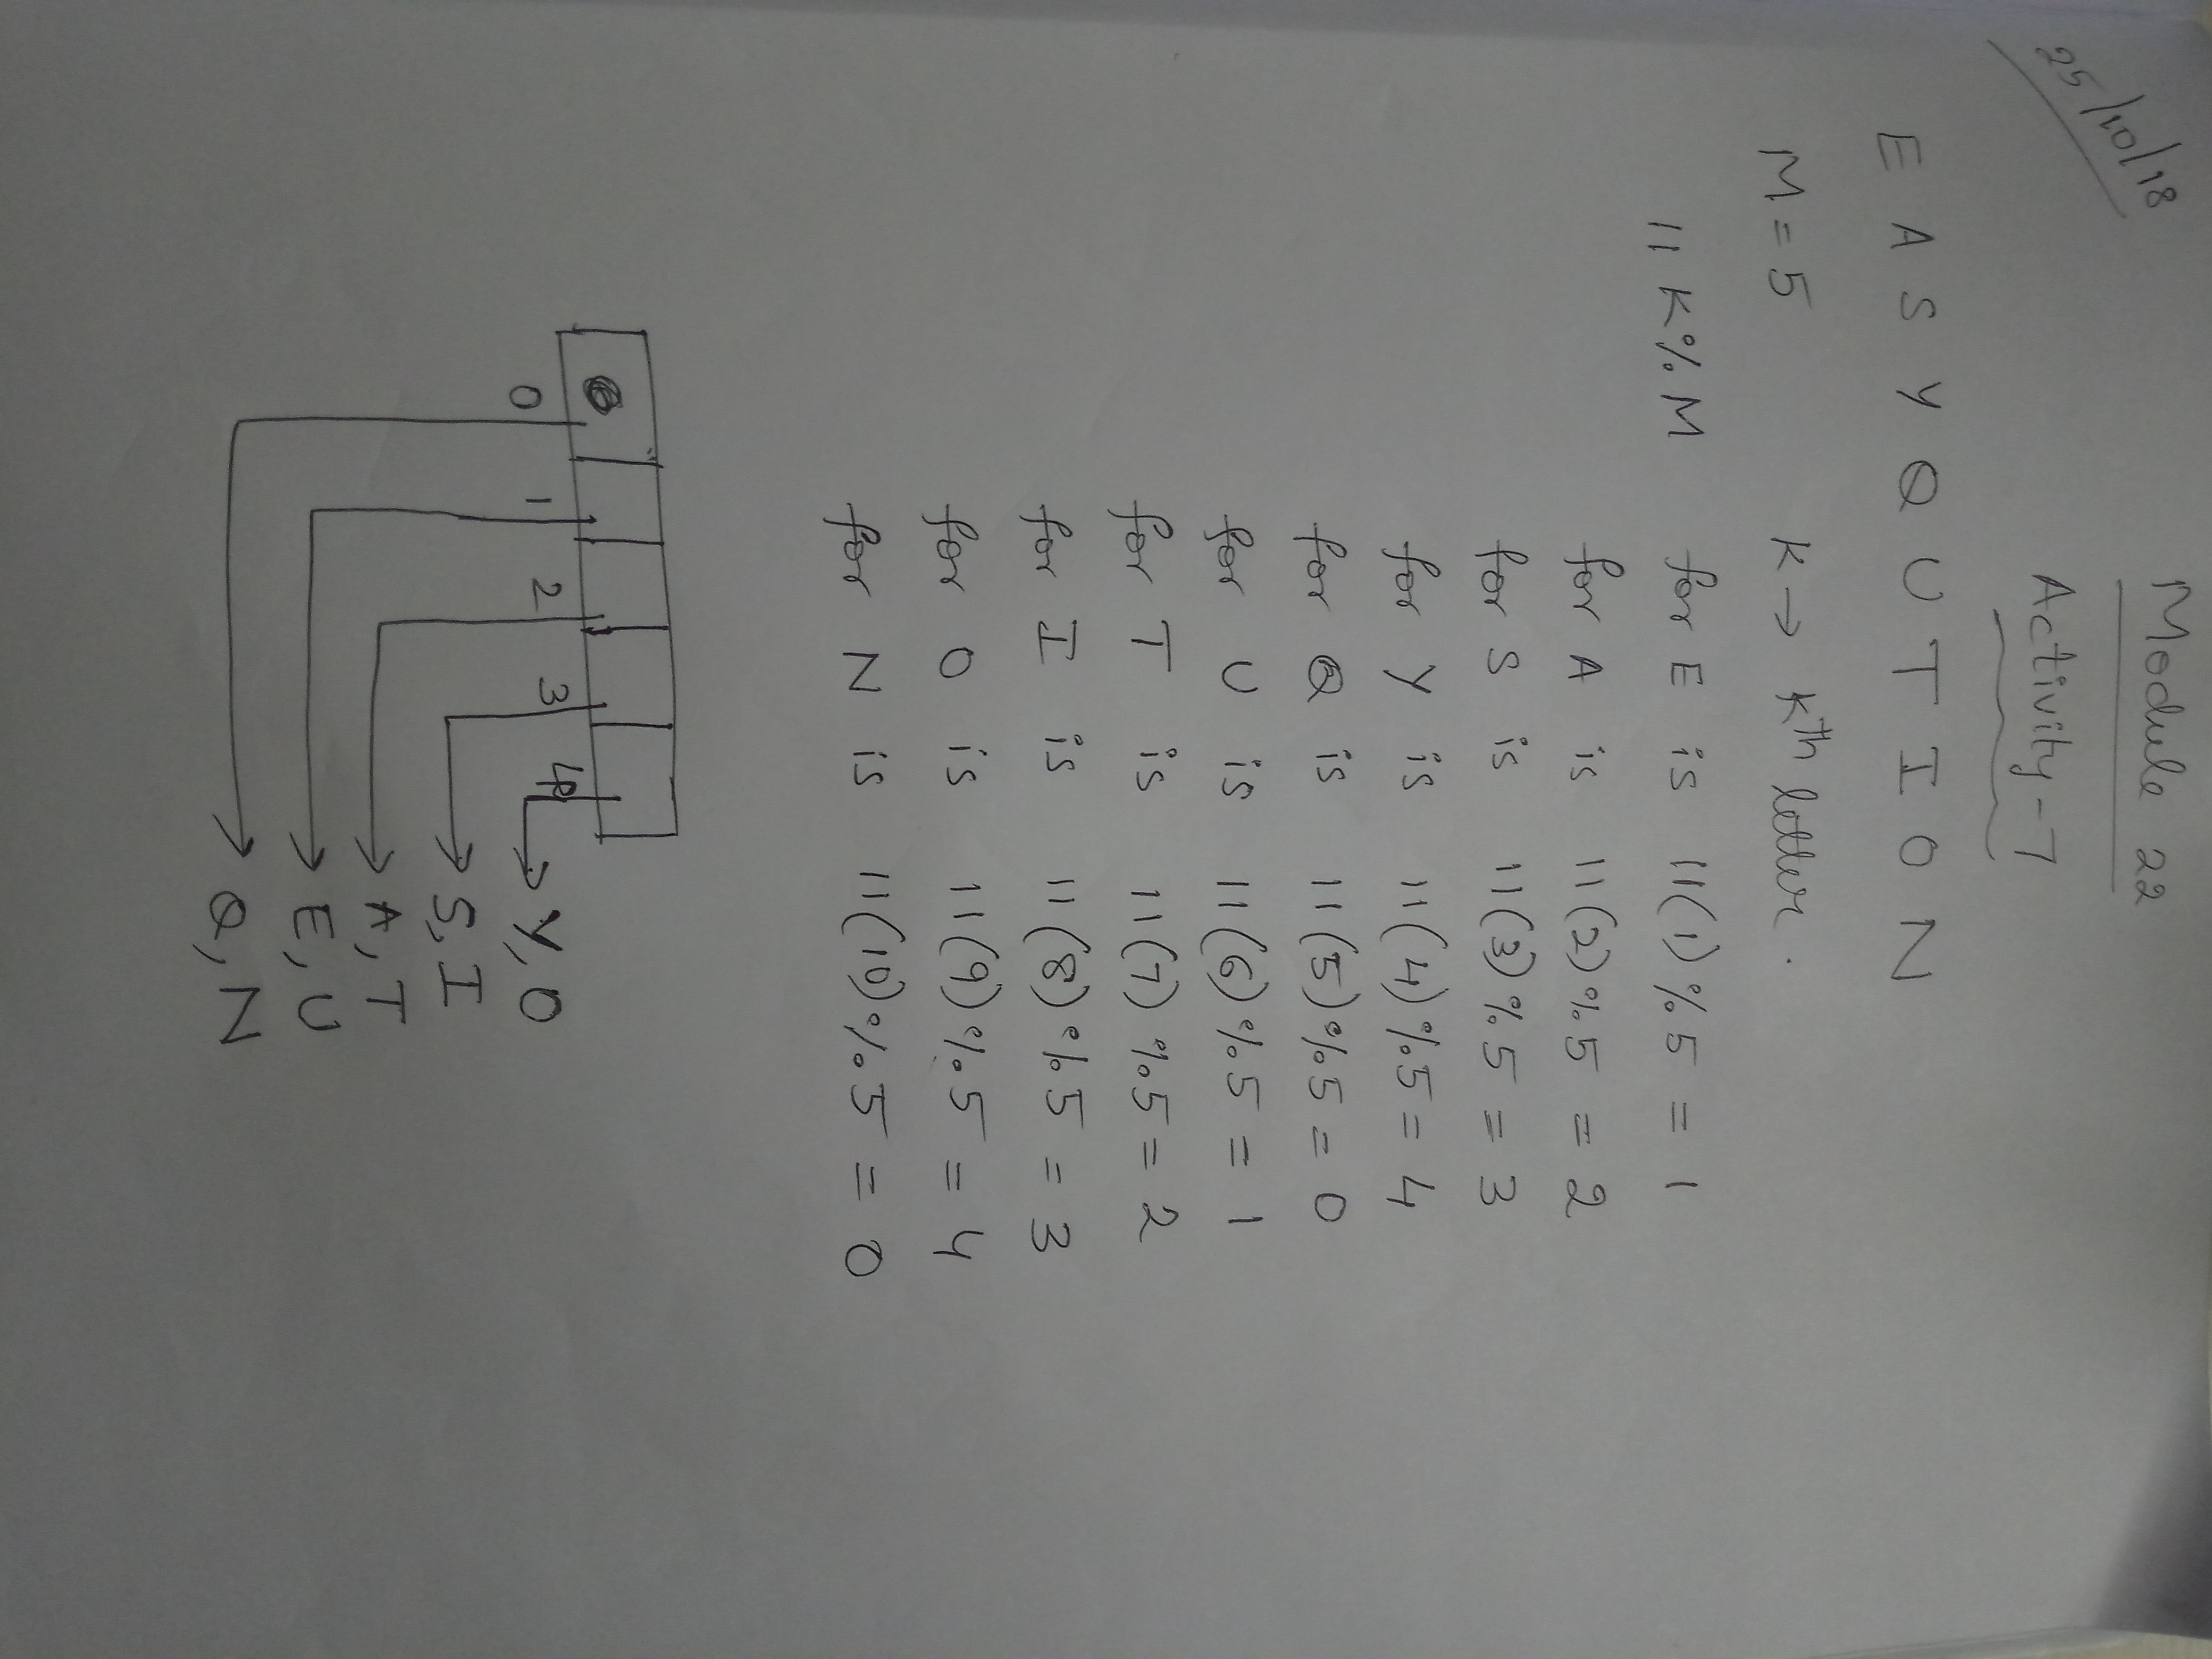 25/10/18
Module 22
Activity-7
E A S Y Q U T I O N
M = 5 K → Kth letter.
11 K % M for E is 11(1) % 5 = 1
for A is 11(2) % 5 = 2
for S is 11(3) % 5 = 3
for Y is 11(4) % 5 = 4
for Q is 11(5) % 5 = 0
for U is 11(6) % 5 = 1
for T is 11(7) % 5 = 2
for I is 11(8) % 5 = 3
for O is 11(9) % 5 = 4
for N is 11(10) % 5 = 0
0 1 2 3 4
Y, O
S, I
A, T
E, U
Q, N